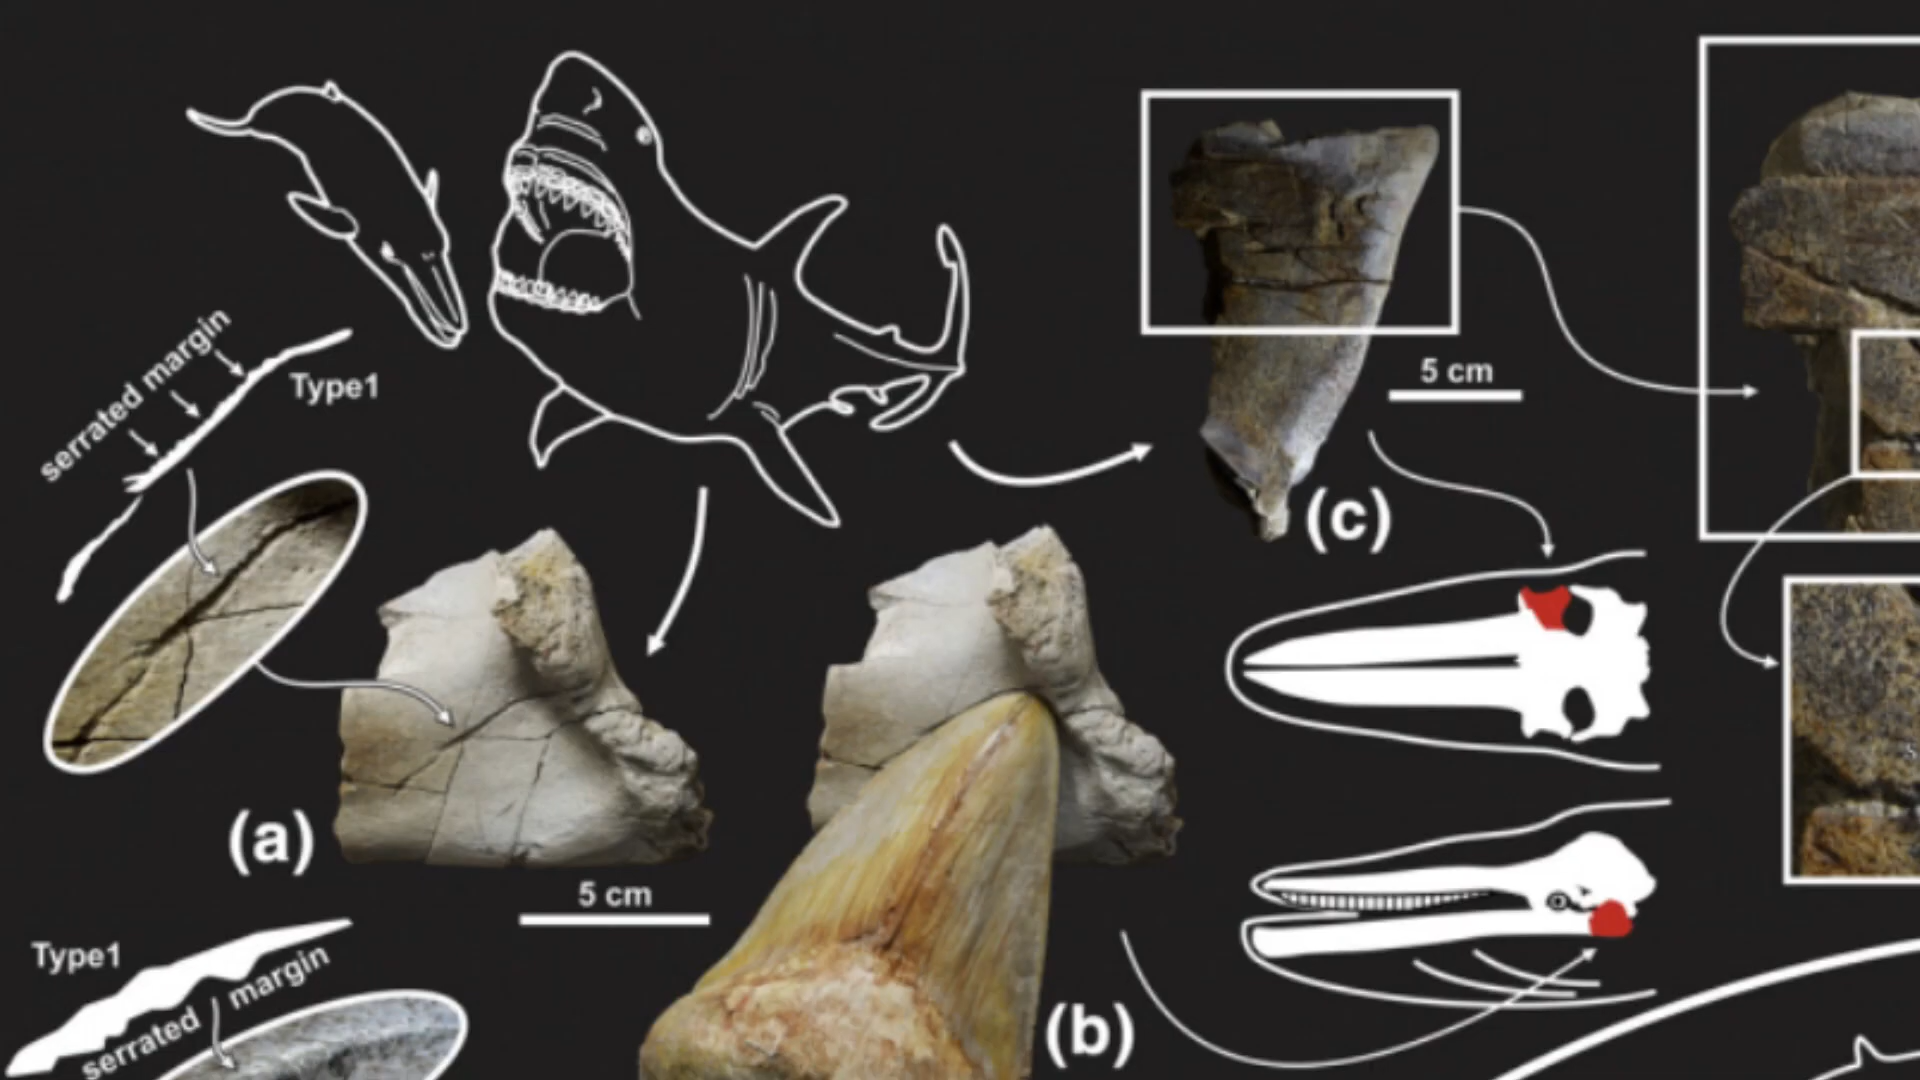 serrated margin
Type1
5 cm
(c)
(a)
5 cm
Type1
serrated margin
(b)